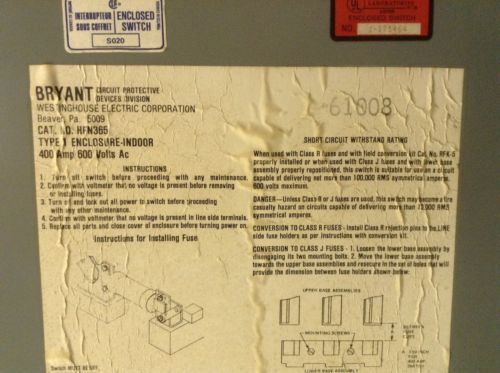 INTERRUPTEUR
SOUS COFFRET
ENCLOSED
SWITCH
S020
LABORATORIES
ENCLOSED SWITCH
NO.
BRYANT CIRCUIT PROTECTIVE
DEVICES DIVISION
WESTINGHOUSE ELECTRIC CORPORATION
Beaver, Pa. 5009
CAT. NO. HFN365
TYPE 1 ENCLOSURE-INDOOR
400 Amp 600 Volts Ac
61008
INSTRUCTIONS
1. Turn off switch before proceeding with any maintenance.
2. Confirm with voltmeter that no voltage is present before removing
or installing fuses.
3. Turn off and lock out all power to switch before proceeding
with any other maintenance.
4. Confirm with voltmeter that no voltage is present in line side terminals.
5. Replace all parts and close cover of enclosure before turning power on.
Instructions for Installing Fuse
Switch MUST BE OFF
SHORT CIRCUIT WITHSTAND RATING
When used with Class R fuses and with field conversion kit Cat. No. RFK-5
properly installed or when used with Class J fuses and with lower base
assembly properly repositioned, this switch is suitable for use on a circuit
capable of delivering not more than 100,000 RMS symmetrical amperes.
600 volts maximum.
DANGER — Unless Class R or J fuses are used, this switch may become a fire
casualty hazard on circuits capable of delivering more than RMS
symmetrical amperes.
CONVERSION TO CLASS R FUSES - Install Class R rejection pins to the LINE
side fuse holders as per instructions with conversion kit.
CONVERSION TO CLASS J FUSES - 1. Loosen the lower base assembly by
disengaging its two mounting bolts. 2. Move the lower base assembly
towards the upper base assemblies and resecure in the set of holes that will
provide the dimension between fuse holders shown below:
UPPER BASE ASSEMBLIES
MOUNTING SCREWS
LOWER BASE ASSEMBLY
BETWEEN
FUSE
FOR
400 AMP
SWITCH